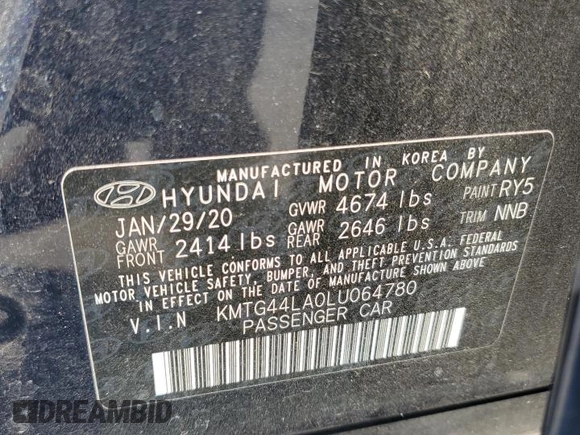 MANUFACTURED IN KOREA BY
HYUNDAI MOTOR COMPANY
JAN/29/20 GVWR 4674 lbs PAINT RY5
GAWR FRONT 2414 lbs GAWR REAR 2646 lbs TRIM NNB
THIS VEHICLE CONFORMS TO ALL APPLICABLE U.S.A. FEDERAL
MOTOR VEHICLE SAFETY, BUMPER, AND THEFT PREVENTION STANDARDS
IN EFFECT ON THE DATE OF MANUFACTURE SHOWN ABOVE.
V.I.N KMTG44LA0LU064780
PASSENGER CAR
DREAMBID